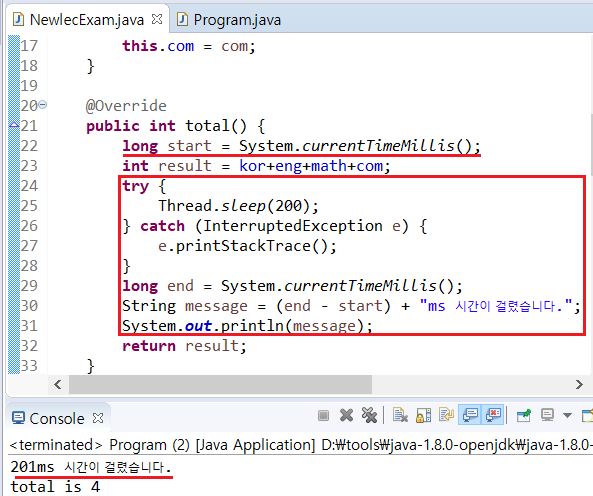 NewlecExam.java Program.java
17 this.com = com;
18 }
19
20 @Override
21 public int total() {
22 long start = System.currentTimeMillis();
23 int result = kor+eng+math+com;
24 try {
25 Thread.sleep(200);
26 } catch (InterruptedException e) {
27 e.printStackTrace();
28 }
29 long end = System.currentTimeMillis();
30 String message = (end - start) + "ms 시간이 걸렸습니다.";
31 System.out.println(message);
32 return result;
33 }
Console
<terminated> Program (2) [Java Application] D:₩tools₩java-1.8.0-openjdk₩java-1.8.0-
201ms 시간이 걸렸습니다.
total is 4